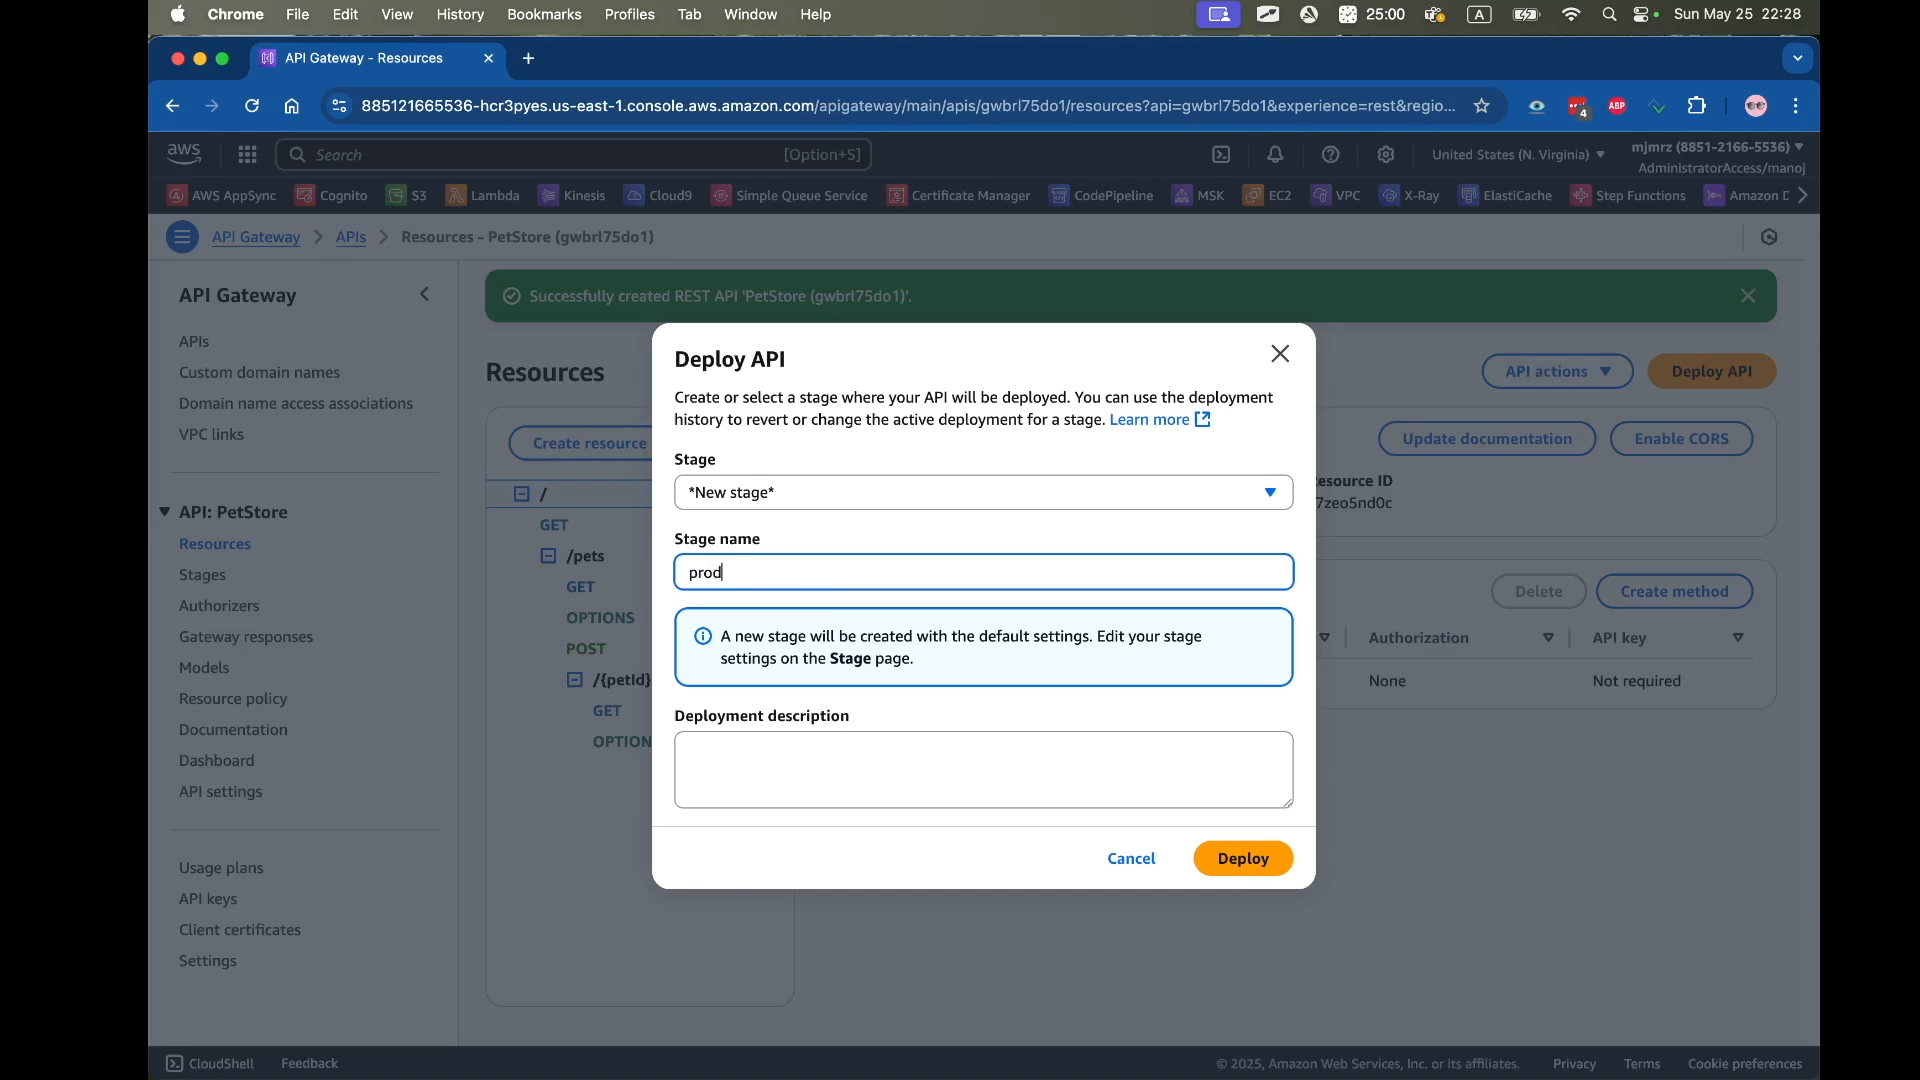 Chrome File Edit View History Bookmarks Profiles Tab Window Help 25:00 A Sun May 25 22:28
API Gateway - Resources
885121665536-hcr3pyes.us-east-1.console.aws.amazon.com/apigateway/main/apis/gwbrl75do1/resources?api=gwbrl75do1&experience=rest&regio...
4
ABP
aws
Search
[Option+S]
United States (N. Virginia)
mjmrz (8851-2166-5536)
AdministratorAccess/manoj
AWS AppSync Cognito S3 Lambda Kinesis Cloud9 Simple Queue Service Certificate Manager CodePipeline MSK EC2 VPC X-Ray ElastiCache Step Functions Amazon D
API Gateway > APIs > Resources - PetStore (gwbrl75do1)
API Gateway
APIs
Custom domain names
Domain name access associations
VPC links
API: PetStore
Resources
Stages
Authorizers
Gateway responses
Models
Resource policy
Documentation
Dashboard
API settings
Usage plans
API keys
Client certificates
Settings
Successfully created REST API 'PetStore (gwbrl75do1)'.
Resources
API actions
Deploy API
Create resource
/
GET
/pets
GET
OPTIONS
POST
/{petId}
GET
OPTION
Update documentation
Enable CORS
esource ID
7zeo5nd0c
Delete
Create method
Authorization
API key
None
Not required
Deploy API
Create or select a stage where your API will be deployed. You can use the deployment
history to revert or change the active deployment for a stage. Learn more
Stage
*New stage*
Stage name
prod
A new stage will be created with the default settings. Edit your stage
settings on the Stage page.
Deployment description
Cancel
Deploy
CloudShell
Feedback
© 2025, Amazon Web Services, Inc. or its affiliates.
Privacy
Terms
Cookie preferences